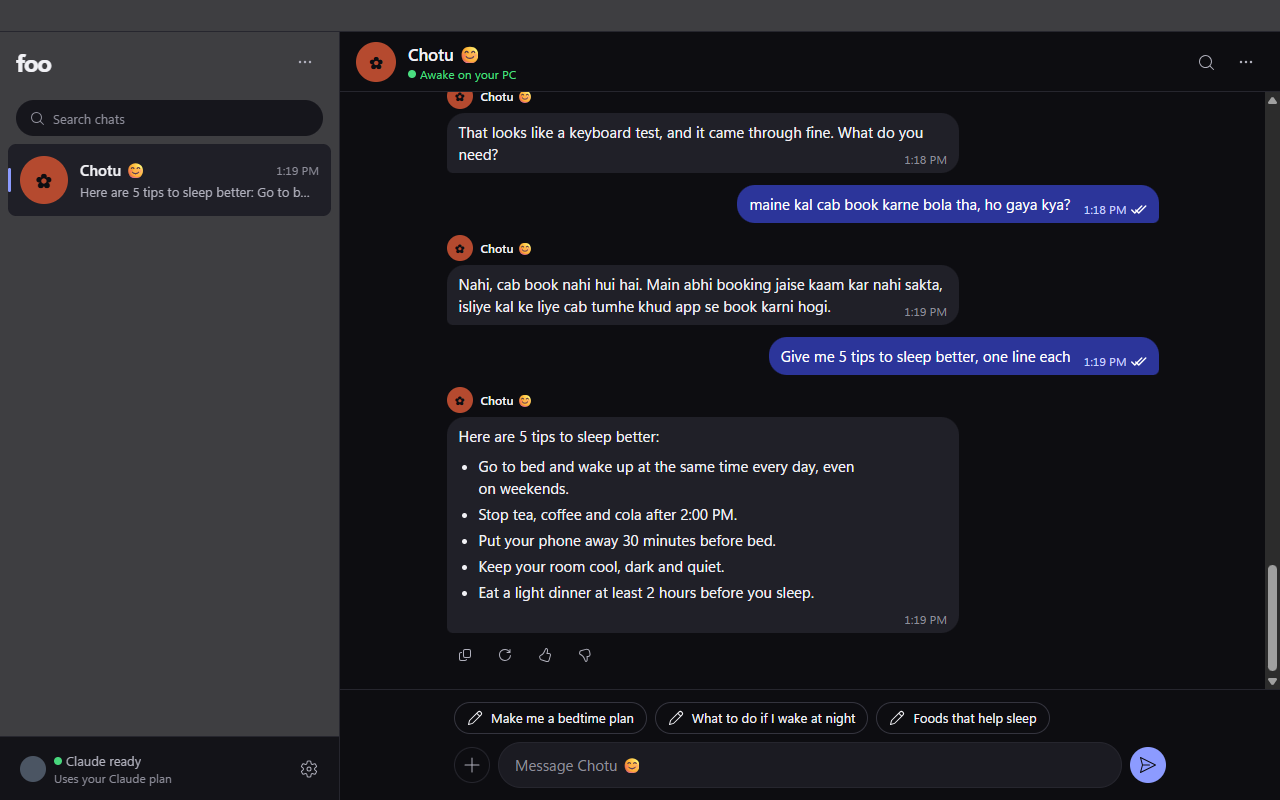 foo
Search chats
Chotu 😊
1:19 PM
Here are 5 tips to sleep better: Go to b...
Claude ready
Uses your Claude plan
Chotu 😊
Awake on your PC
Chotu 😊
That looks like a keyboard test, and it came through fine. What do you
need?
1:18 PM
maine kal cab book karne bola tha, ho gaya kya?
1:18 PM
Chotu 😊
Nahi, cab book nahi hui hai. Main abhi booking jaise kaam kar nahi sakta,
isliye kal ke liye cab tumhe khud app se book karni hogi.
1:19 PM
Give me 5 tips to sleep better, one line each
1:19 PM
Chotu 😊
Here are 5 tips to sleep better:
• Go to bed and wake up at the same time every day, even
on weekends.
• Stop tea, coffee and cola after 2:00 PM.
• Put your phone away 30 minutes before bed.
• Keep your room cool, dark and quiet.
• Eat a light dinner at least 2 hours before you sleep.
1:19 PM
Make me a bedtime plan
What to do if I wake at night
Foods that help sleep
Message Chotu 😊